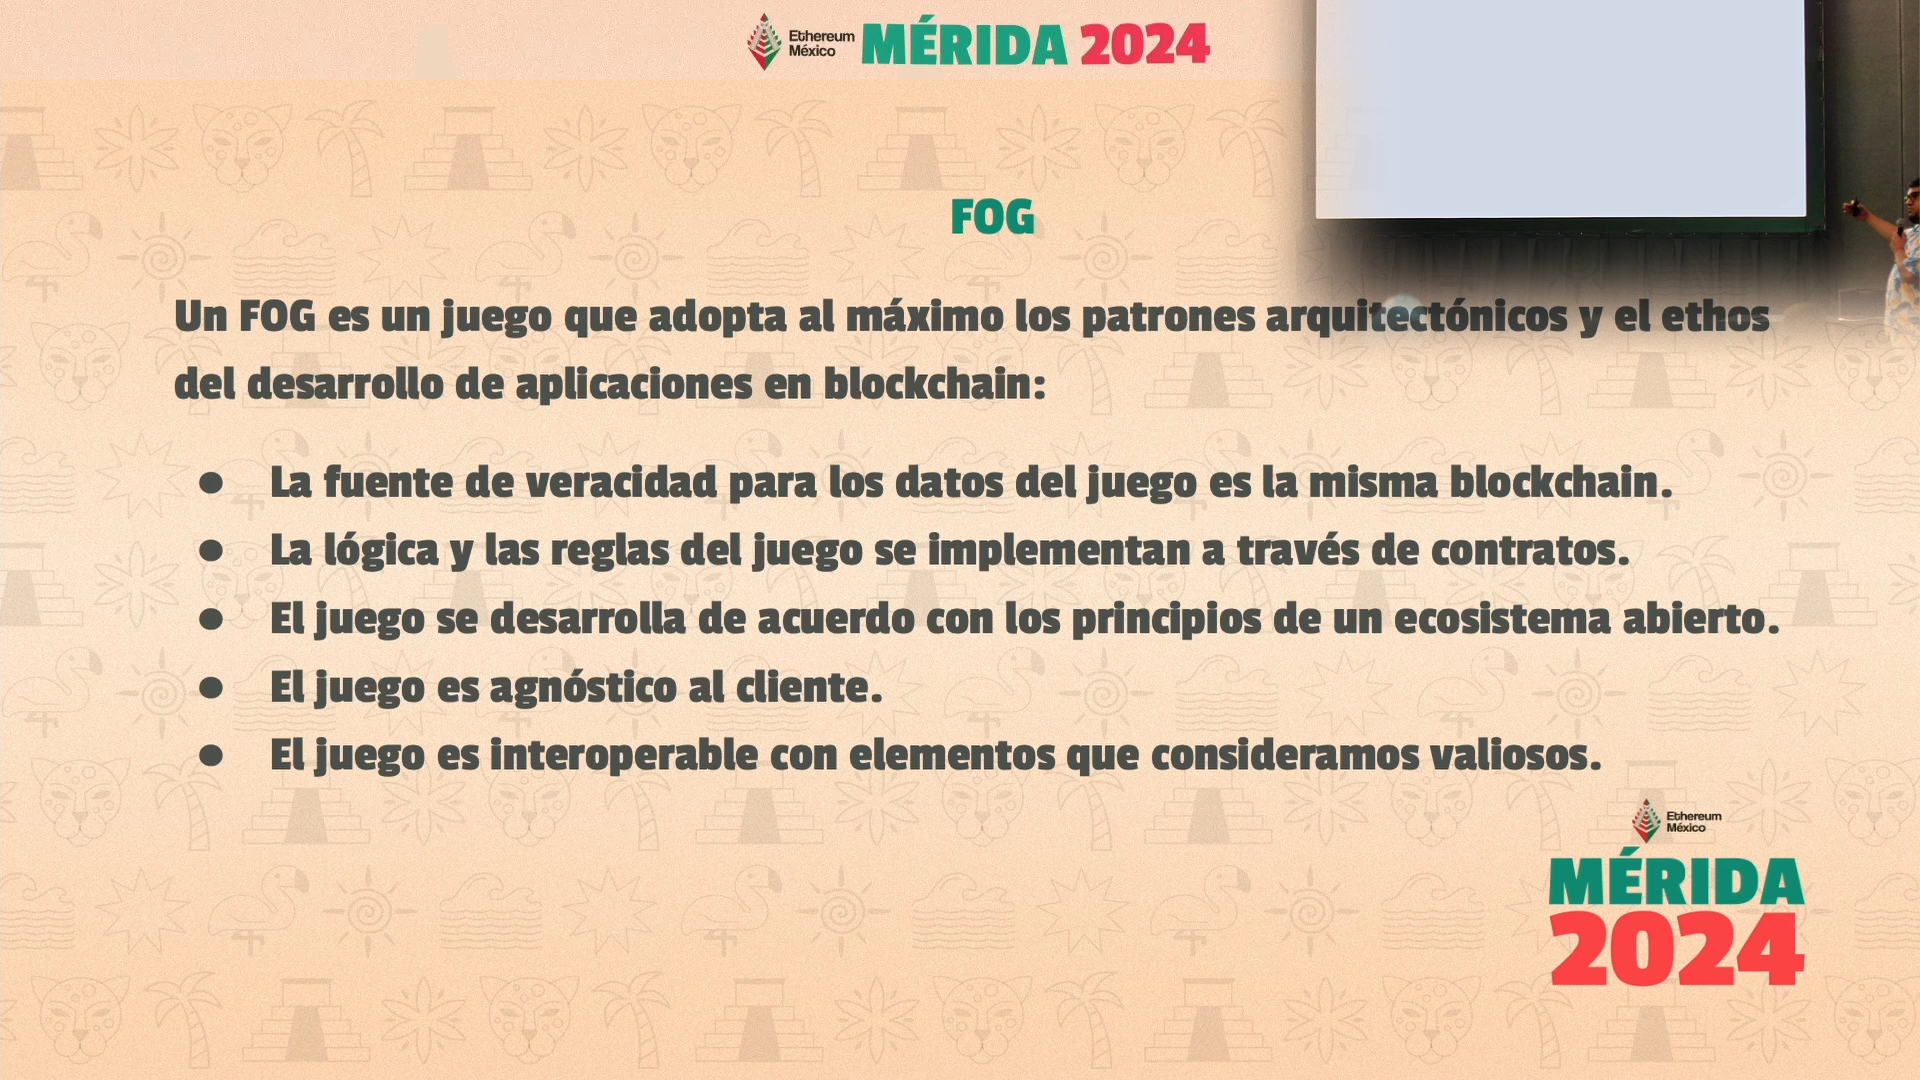 Ethereum
México
MÉRIDA 2024
FOG
Un FOG es un juego que adopta al máximo los patrones arquitectónicos y el ethos
del desarrollo de aplicaciones en blockchain:
● La fuente de veracidad para los datos del juego es la misma blockchain.
● La lógica y las reglas del juego se implementan a través de contratos.
● El juego se desarrolla de acuerdo con los principios de un ecosistema abierto.
● El juego es agnóstico al cliente.
● El juego es interoperable con elementos que consideramos valiosos.
Ethereum
México
MÉRIDA
2024